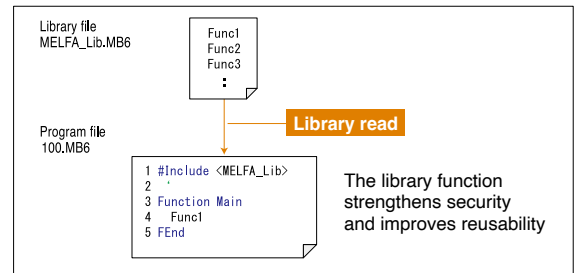 Library file
MELFA_Lib.MB6
Func1
Func2
Func3
:
Library read
Program file
100.MB6
1 #Include <MELFA_Lib>
2 '
3 Function Main
4 Func1
5 FEnd
The library function
strengthens security
and improves reusability